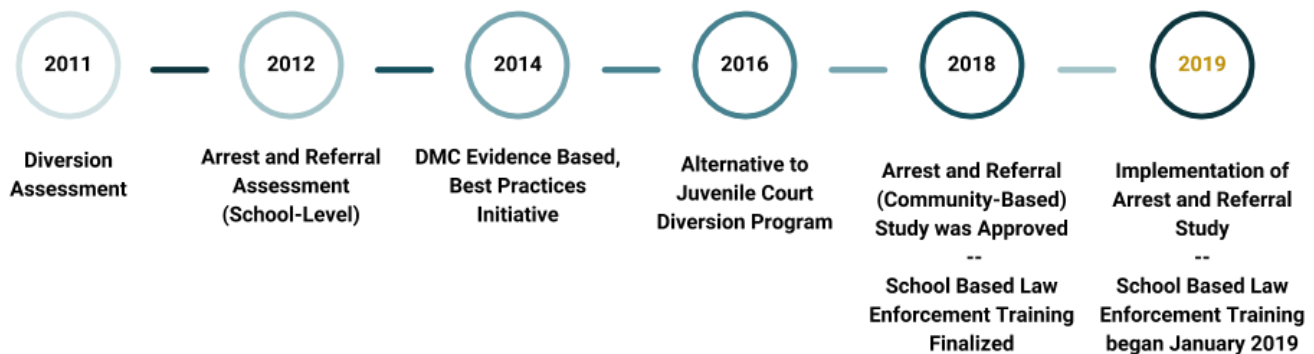 2011
Diversion
Assessment
2012
Arrest and Referral
Assessment
(School-Level)
2014
DMC Evidence Based,
Best Practices
Initiative
2016
Alternative to
Juvenile Court
Diversion Program
2018
Arrest and Referral
(Community-Based)
Study was Approved
--
School Based Law
Enforcement Training
Finalized
2019
Implementation of
Arrest and Referral
Study
--
School Based Law
Enforcement Training
began January 2019